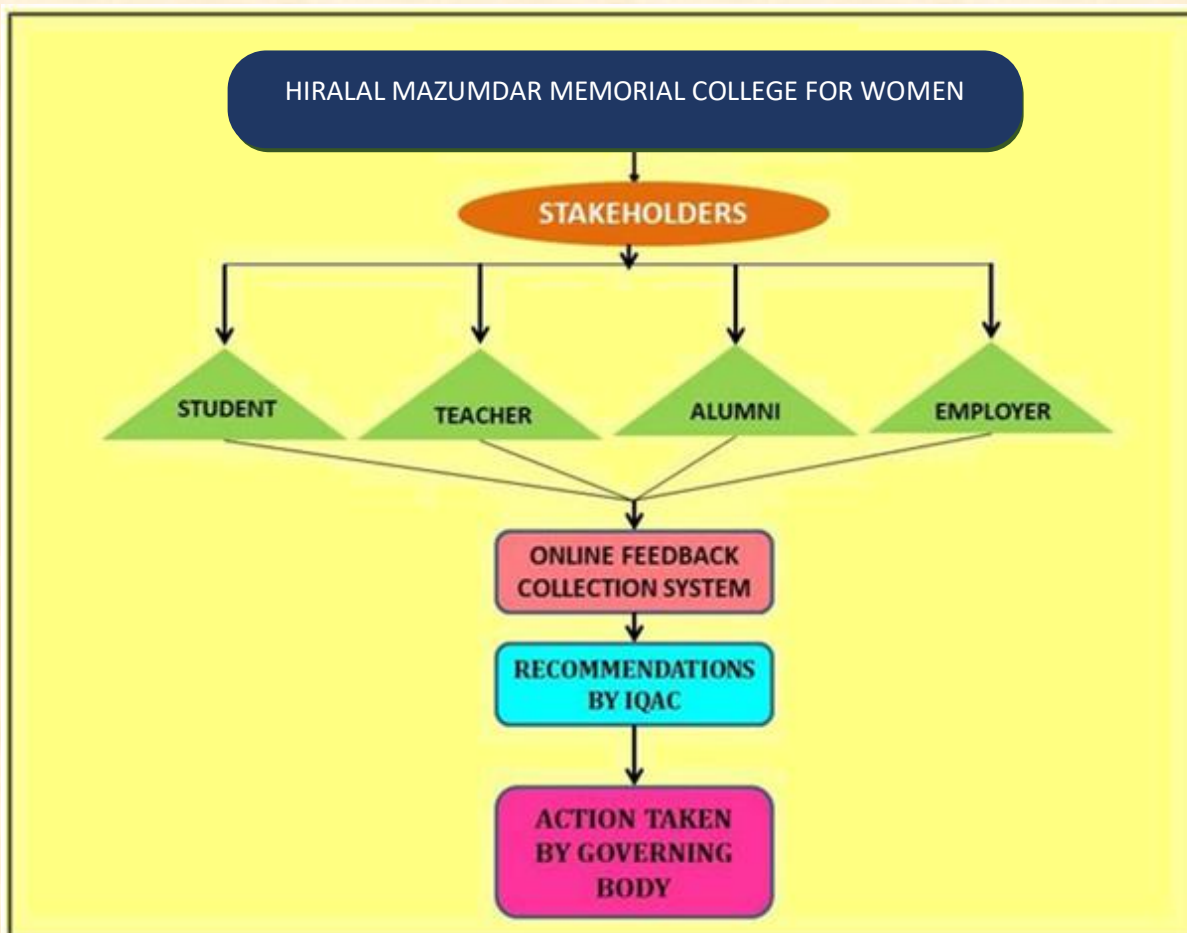 HIRALAL MAZUMDAR MEMORIAL COLLEGE FOR WOMEN
STAKEHOLDERS
STUDENT
TEACHER
ALUMNI
EMPLOYER
ONLINE FEEDBACK
COLLECTION SYSTEM
RECOMMENDATIONS
BY IQAC
ACTION TAKEN
BY GOVERNING
BODY